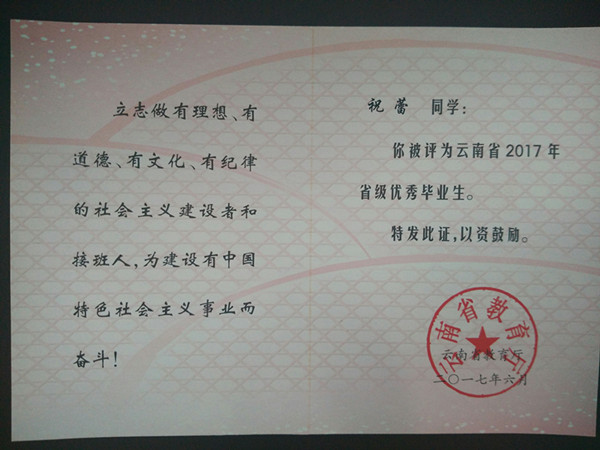 立志做有理想、有
道德、有文化、有纪律
的社会主义建设者和
接班人,为建设有中国
特色社会主义事业而
奋斗!
祝蕾 同学:
你被评为云南省2017年
省级优秀毕业生。
特发此证,以资鼓励。
云南省教育厅
云南省教育厅
二〇一七年六月